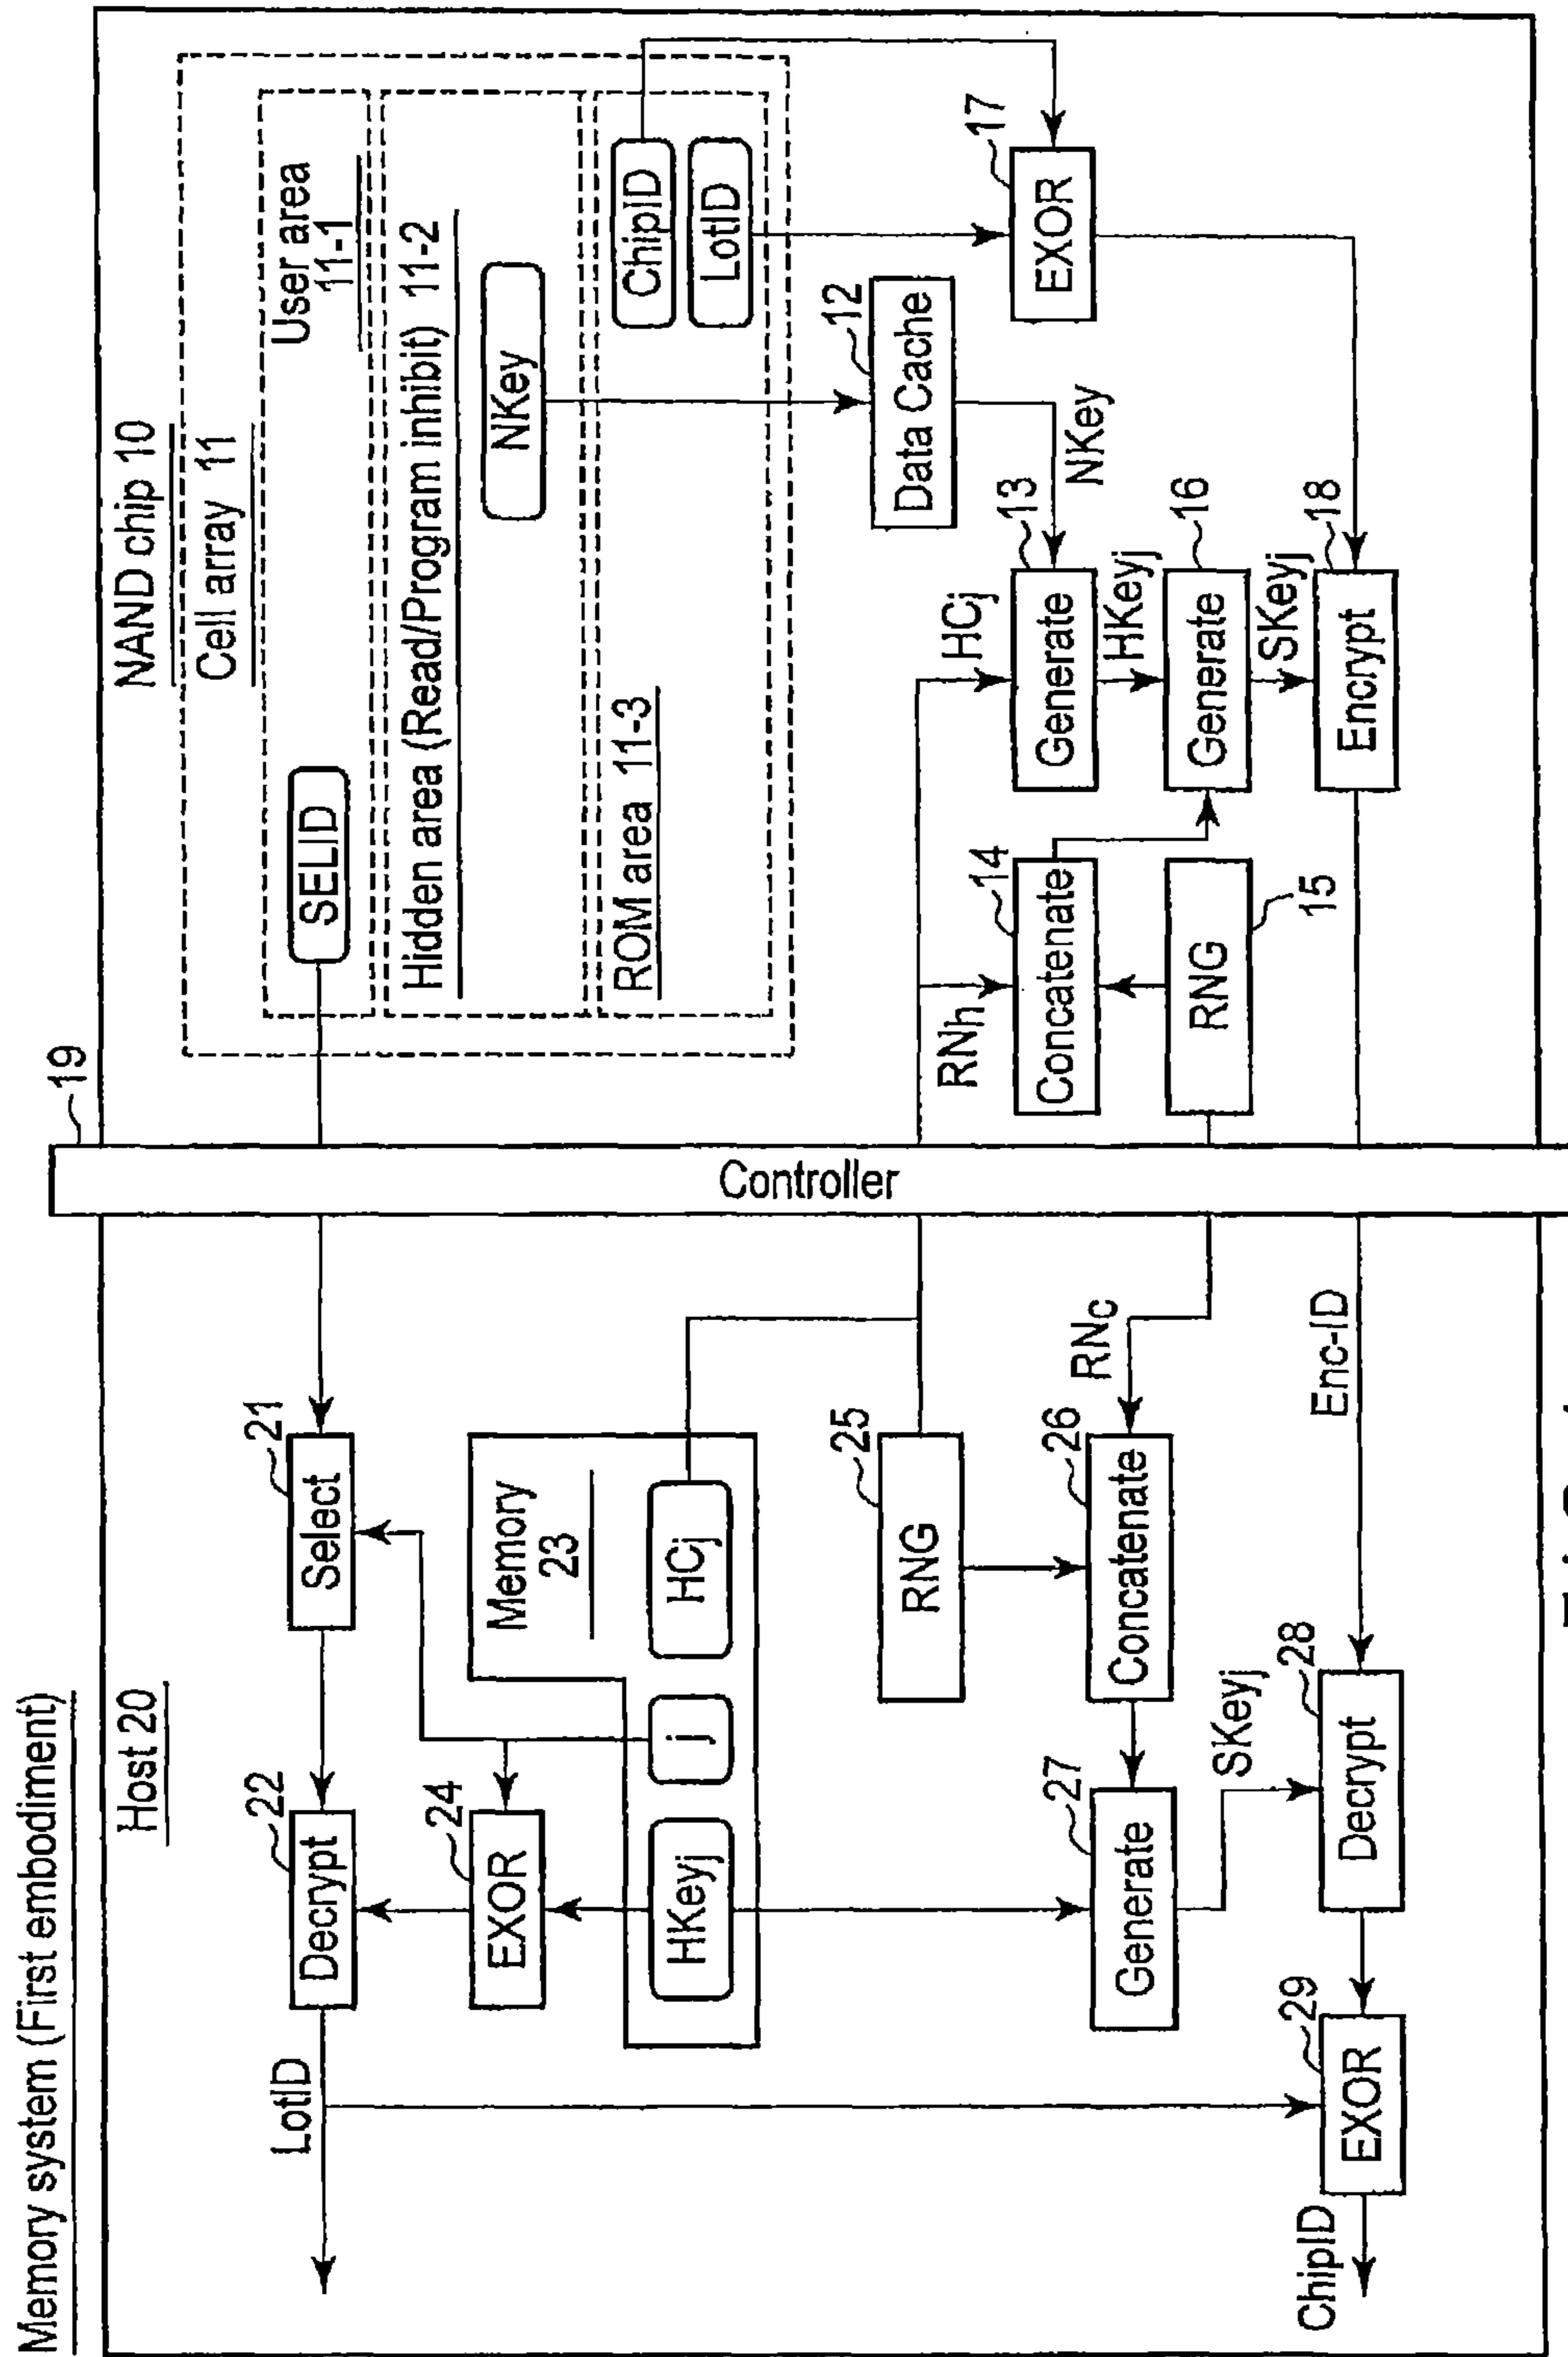 Memory system (First embodiment)
Host 20
LotID
Decrypt
22
Select
21
EXOR
24
Memory
23
HKeyj
j
HCj
RNG
25
RNc
Concatenate
26
Generate
27
SKeyj
Enc-ID
Decrypt
28
EXOR
29
ChipID
Controller
19
NAND chip 10
Cell array 11
User area
11-1
SELID
Hidden area (Read/Program inhibit) 11-2
NKey
ROM area 11-3
ChipID
LotID
Data Cache
12
NKey
HCj
Generate
13
RNh
Concatenate
14
RNG
15
HKeyj
Generate
16
SKeyj
EXOR
17
Encrypt
18